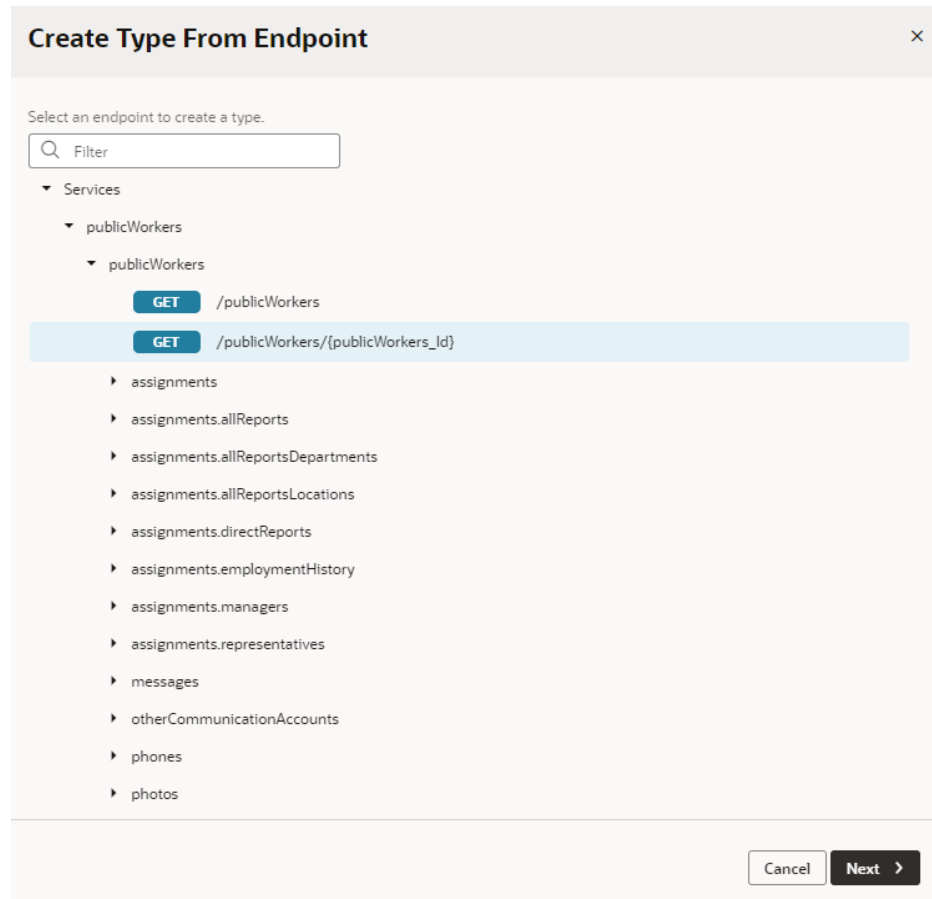 Create Type From Endpoint
Select an endpoint to create a type.
Filter
Services
publicWorkers
publicWorkers
GET /publicWorkers
GET /publicWorkers/{publicWorkers_Id}
assignments
assignments.allReports
assignments.allReportsDepartments
assignments.allReportsLocations
assignments.directReports
assignments.employmentHistory
assignments.managers
assignments.representatives
messages
otherCommunicationAccounts
phones
photos
Cancel Next